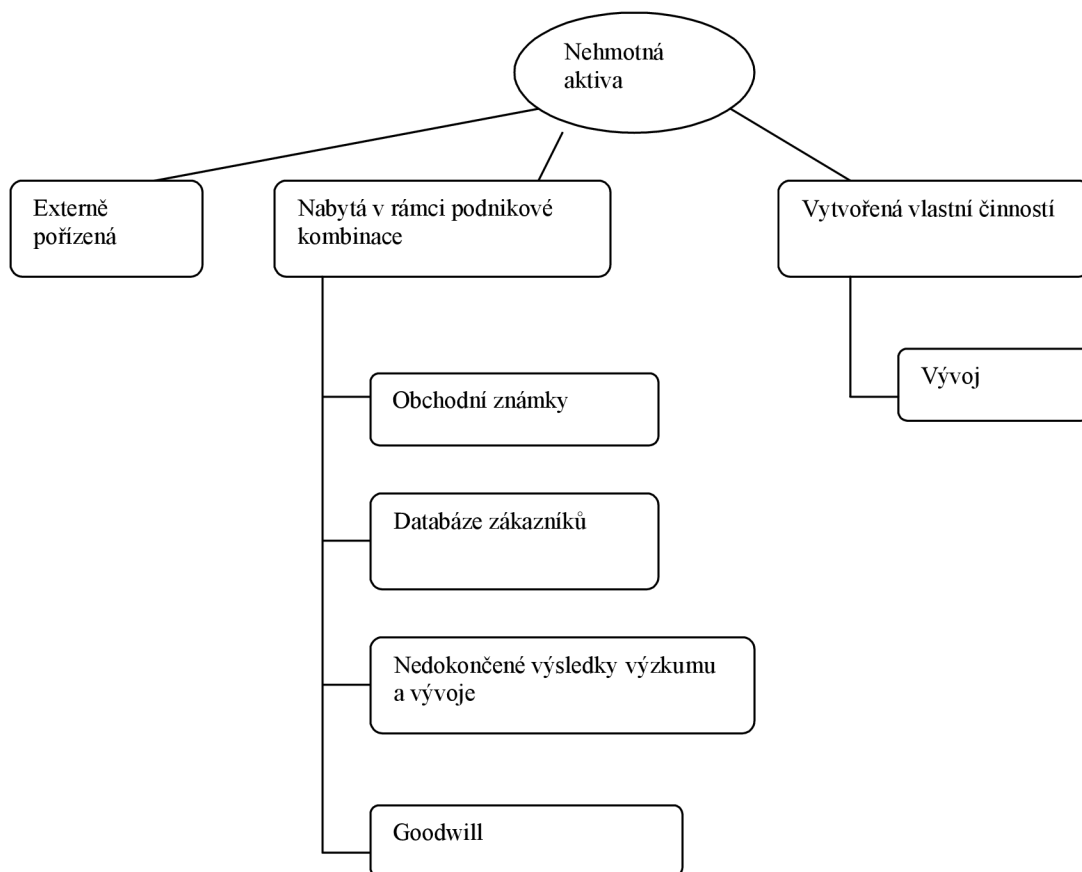 Nehmotná
aktiva
Externě
pořízená
Nabytá v rámci podnikové
kombinace
Vytvořená vlastní činností
Vývoj
Obchodní známky
Databáze zákazníků
Nedokončené výsledky výzkumu
a vývoje
Goodwill